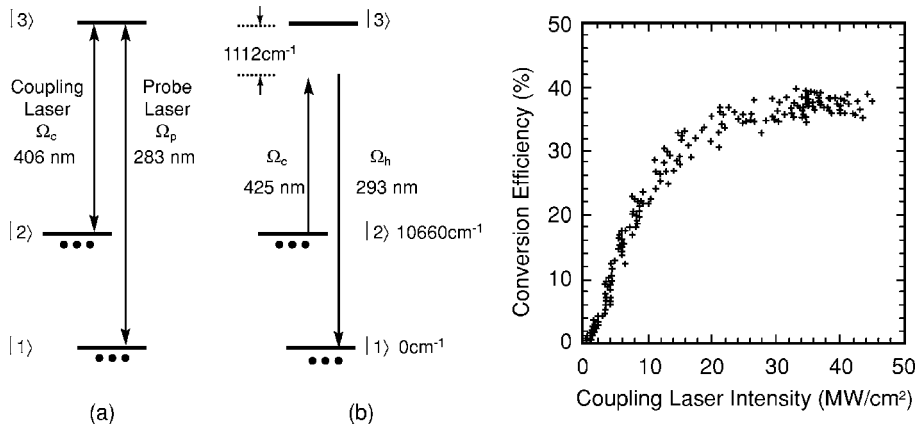 |3⟩
Coupling
Laser
Ωc
406 nm
Probe
Laser
Ωp
283 nm
|2⟩
|1⟩
(a)
|3⟩
1112cm⁻¹
Ωc
425 nm
Ωh
293 nm
|2⟩ 10660cm⁻¹
|1⟩ 0cm⁻¹
(b)
Conversion Efficiency (%)
50
40
30
20
10
0
0 10 20 30 40 50
Coupling Laser Intensity (MW/cm²)